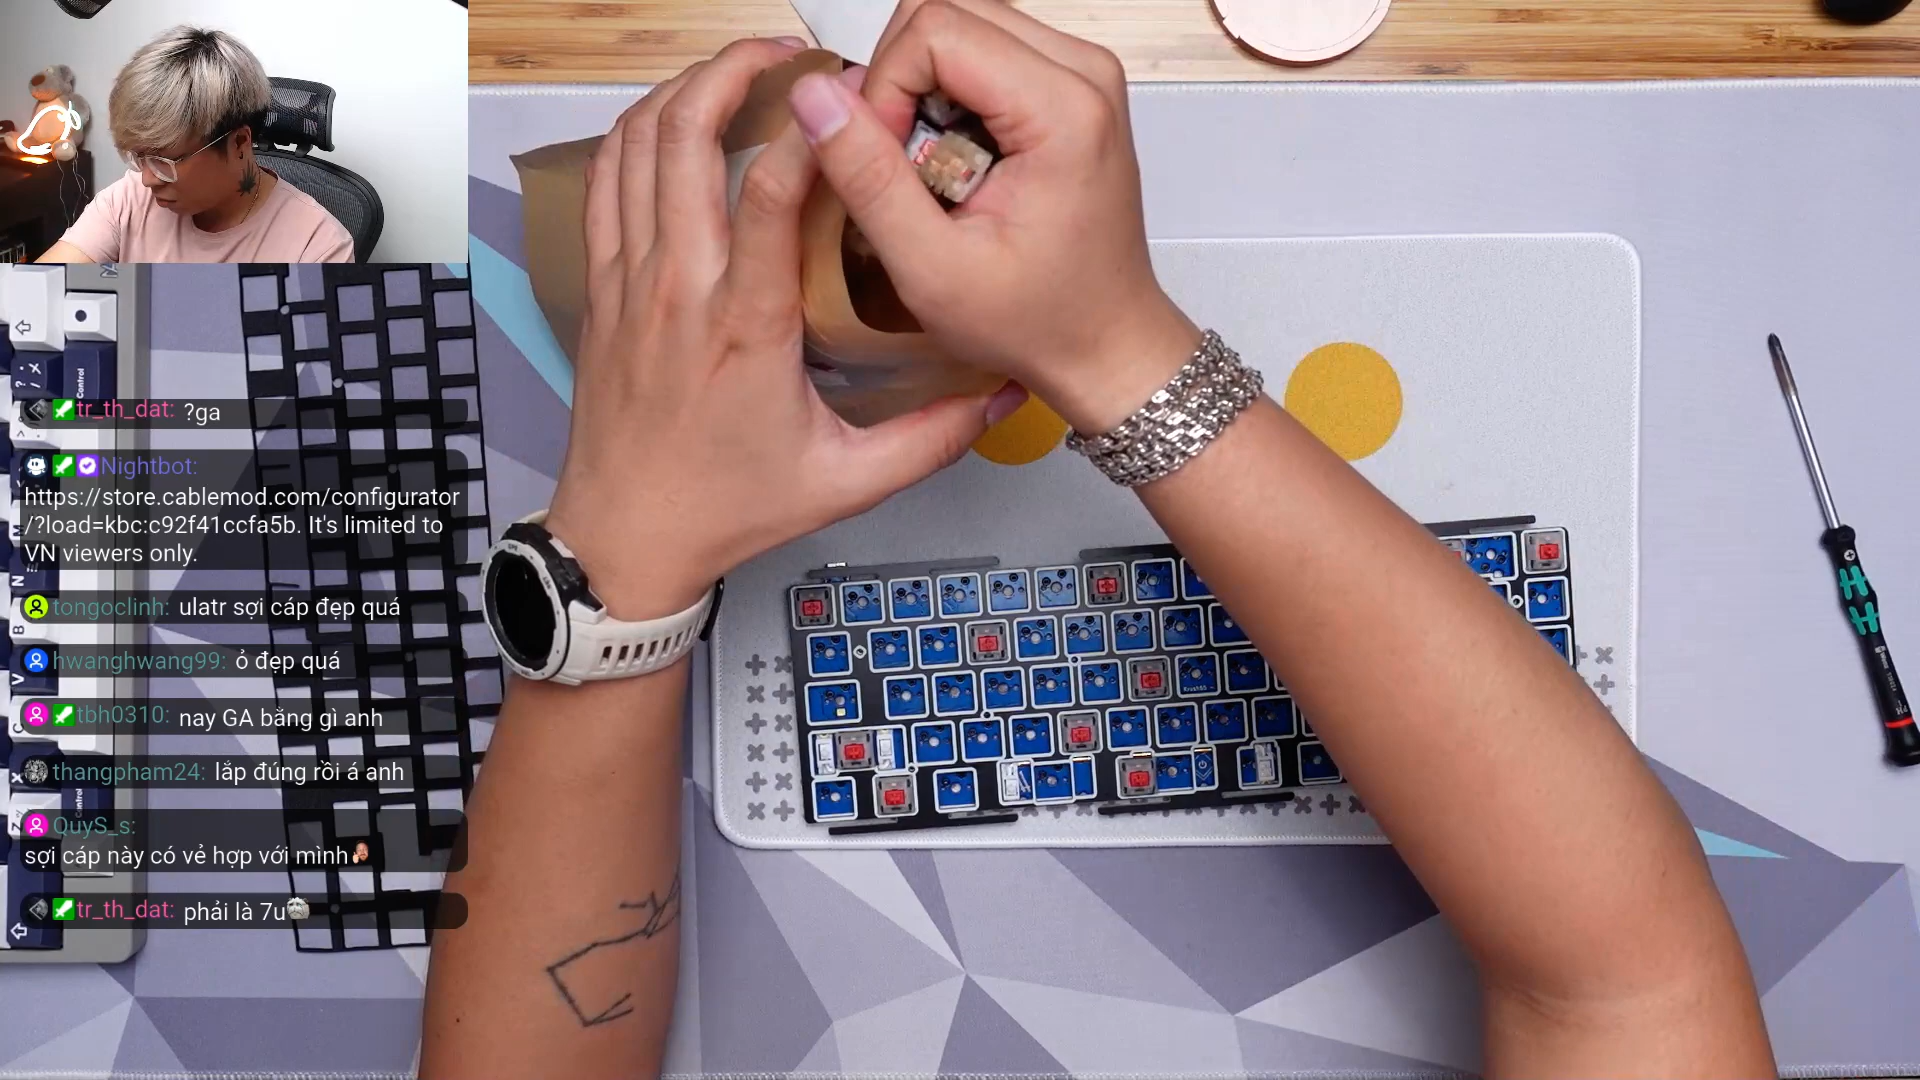 tr_th_dat: ?ga
Nightbot:
https://store.cablemod.com/configurator
/?load=kbc:c92f41ccfa5b. It's limited to
VN viewers only.
tongoclinh: ulatr sợi cáp đẹp quá
hwanghwang99: ỏ đẹp quá
tbh0310: nay GA bằng gì anh
thangpham24: lắp đúng rồi á anh
QuyS_s:
sợi cáp này có vẻ hợp với mình
tr_th_dat: phải là 7u
Control
M
N
B
V
C
X
Z